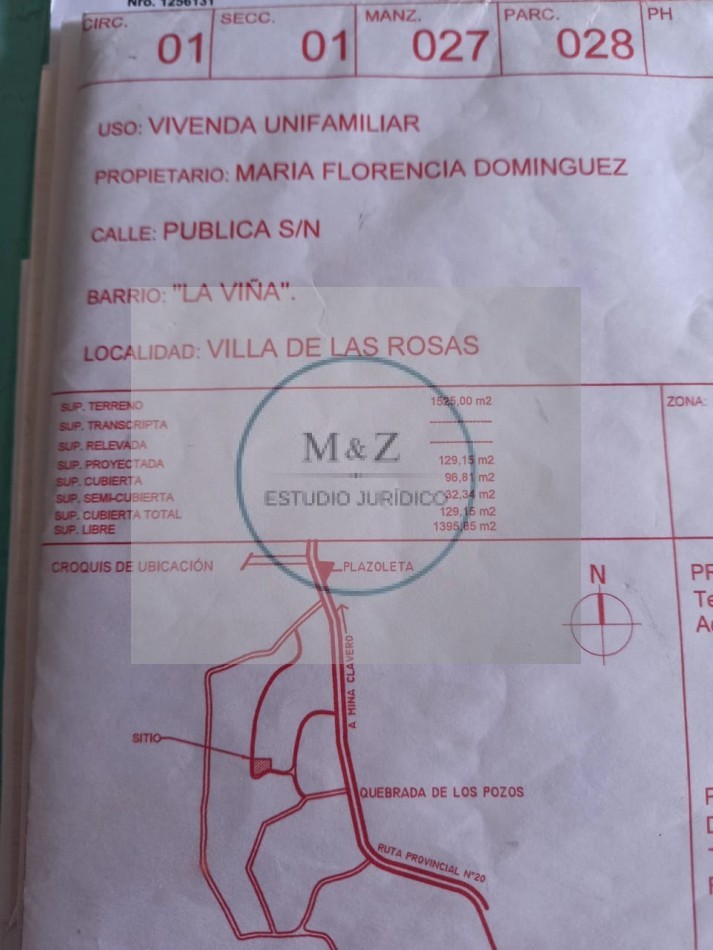 Nro. 1256131
CIRC. SECC. MANZ. PARC. PH
01 01 027 028
USO: VIVENDA UNIFAMILIAR
PROPIETARIO: MARIA FLORENCIA DOMINGUEZ
CALLE: PUBLICA S/N
BARRIO: "LA VIÑA".
LOCALIDAD: VILLA DE LAS ROSAS
SUP. TERRENO 1525,00 m2
SUP. TRANSCRIPTA ----------------
SUP. RELEVADA ----------------
SUP. PROYECTADA 129,15 m2
SUP. CUBIERTA 96,81 m2
SUP. SEMI-CUBIERTA 32,34 m2
SUP. CUBIERTA TOTAL 129,15 m2
SUP. LIBRE 1395,85 m2
ZONA:
M&Z
ESTUDIO JURÍDICO
CROQUIS DE UBICACIÓN
PLAZOLETA
N
A MINA CLAVERO
SITIO
QUEBRADA DE LOS POZOS
RUTA PROVINCIAL Nº20